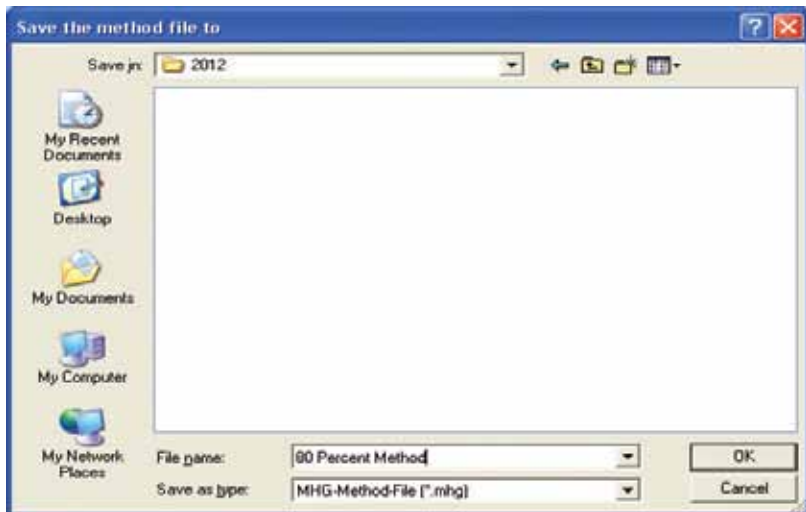 Save the method file to
Save in:
2012
My Recent
Documents
Desktop
My Documents
My Computer
My Network
Places
File name:
80 Percent Method
OK
Save as type:
MHG-Method-File (*.mhg)
Cancel